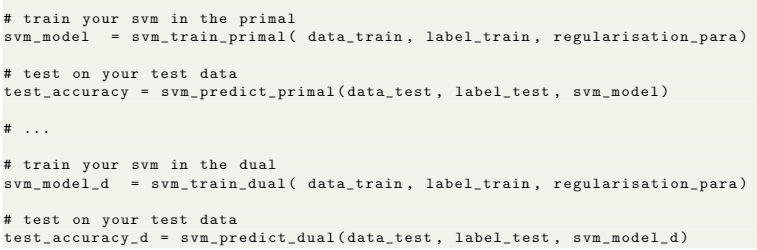 # train your svm in the primal
svm_model  = svm_train_primal( data_train, label_train, regularisation_para)
# test on your test data
test_accuracy = svm_predict_primal(data_test, label_test, svm_model)
# ...
# train your svm in the dual
svm_model_d  = svm_train_dual( data_train, label_train, regularisation_para)
# test on your test data
test_accuracy_d = svm_predict_dual(data_test, label_test, svm_model_d)